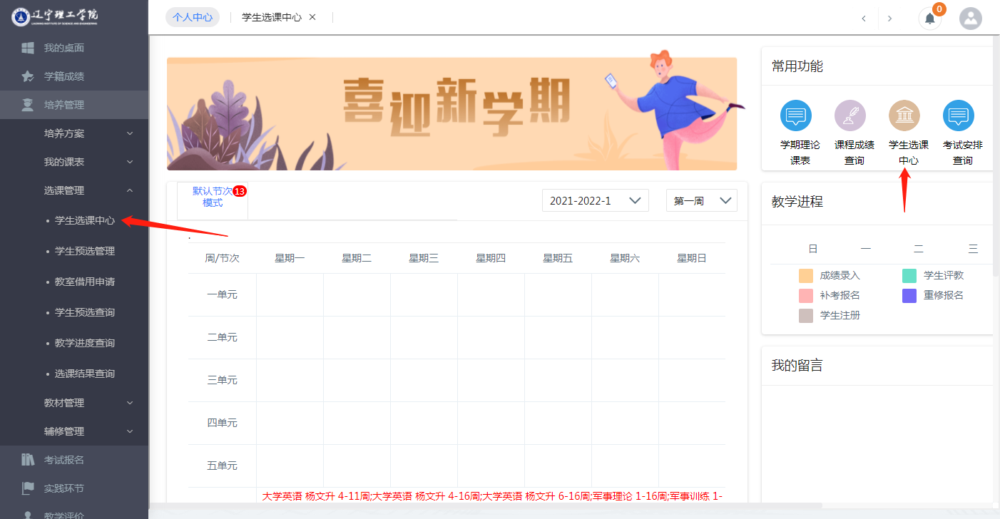 辽宁理工学院
LIAONING INSTITUTE OF SCIENCE AND ENGINEERING
我的桌面
学籍成绩
培养管理
培养方案
我的课表
选课管理
学生选课中心
学生预选管理
教室借用申请
学生预选查询
教学进度查询
选课结果查询
教材管理
辅修管理
考试报名
实践环节
教学评价
个人中心
学生选课中心 ×
0
喜迎新学期
默认节次
模式
13
2021-2022-1
第一周
.
周/节次 星期一 星期二 星期三 星期四 星期五 星期六 星期日
一单元
二单元
三单元
四单元
五单元
大学英语 杨文升 4-11周;大学英语 杨文升 4-16周;大学英语 杨文升 6-16周;军事理论 1-16周;军事训练 1-
常用功能
学期理论
课表
课程成绩
查询
学生选课
中心
考试安排
查询
教学进程
日 一 二 三
成绩录入 学生评教
补考报名 重修报名
学生注册
我的留言